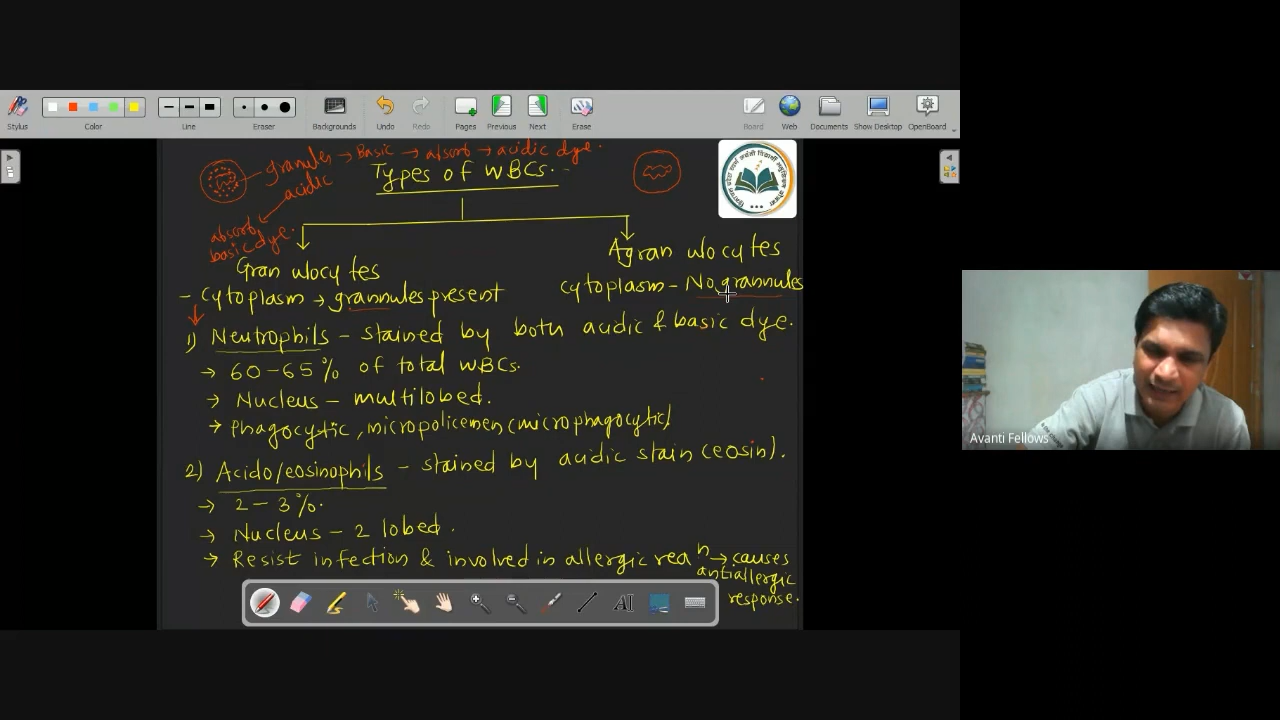 Stylus
Color
Line
Eraser
Backgrounds
Undo
Redo
Pages
Previous
Next
Erase
Board
Web
Documents
Show Desktop
OpenBoard
granules → Basic → absorb → acidic dye.
acidic
absorb
basic dye.
Types of WBCs.
Granulocytes
Agranulocytes
- Cytoplasm → grannules present
Cytoplasm - No grannules
1) Neutrophils - stained by both acidic & basic dye.
→ 60-65% of total WBCs.
→ Nucleus - multilobed.
→ Phagocytic, micropolicemen (microphagocytic)
2) Acido/eosinophils - stained by acidic stain (eosin).
→ 2-3%.
→ Nucleus - 2 lobed.
→ Resist infection & involved in allergic reaⁿ → causes
antiallergic
response.
Avanti Fellows